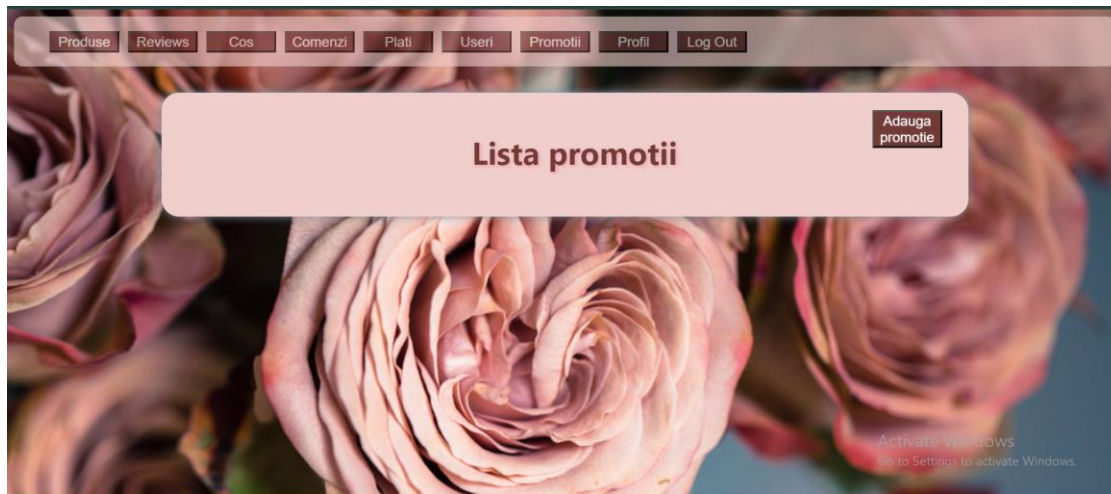 Produse Reviews Cos Comenzi Plati Useri Promotii Profil Log Out
Adauga
promotie
Lista promotii
Activate Windows
Go to Settings to activate Windows.